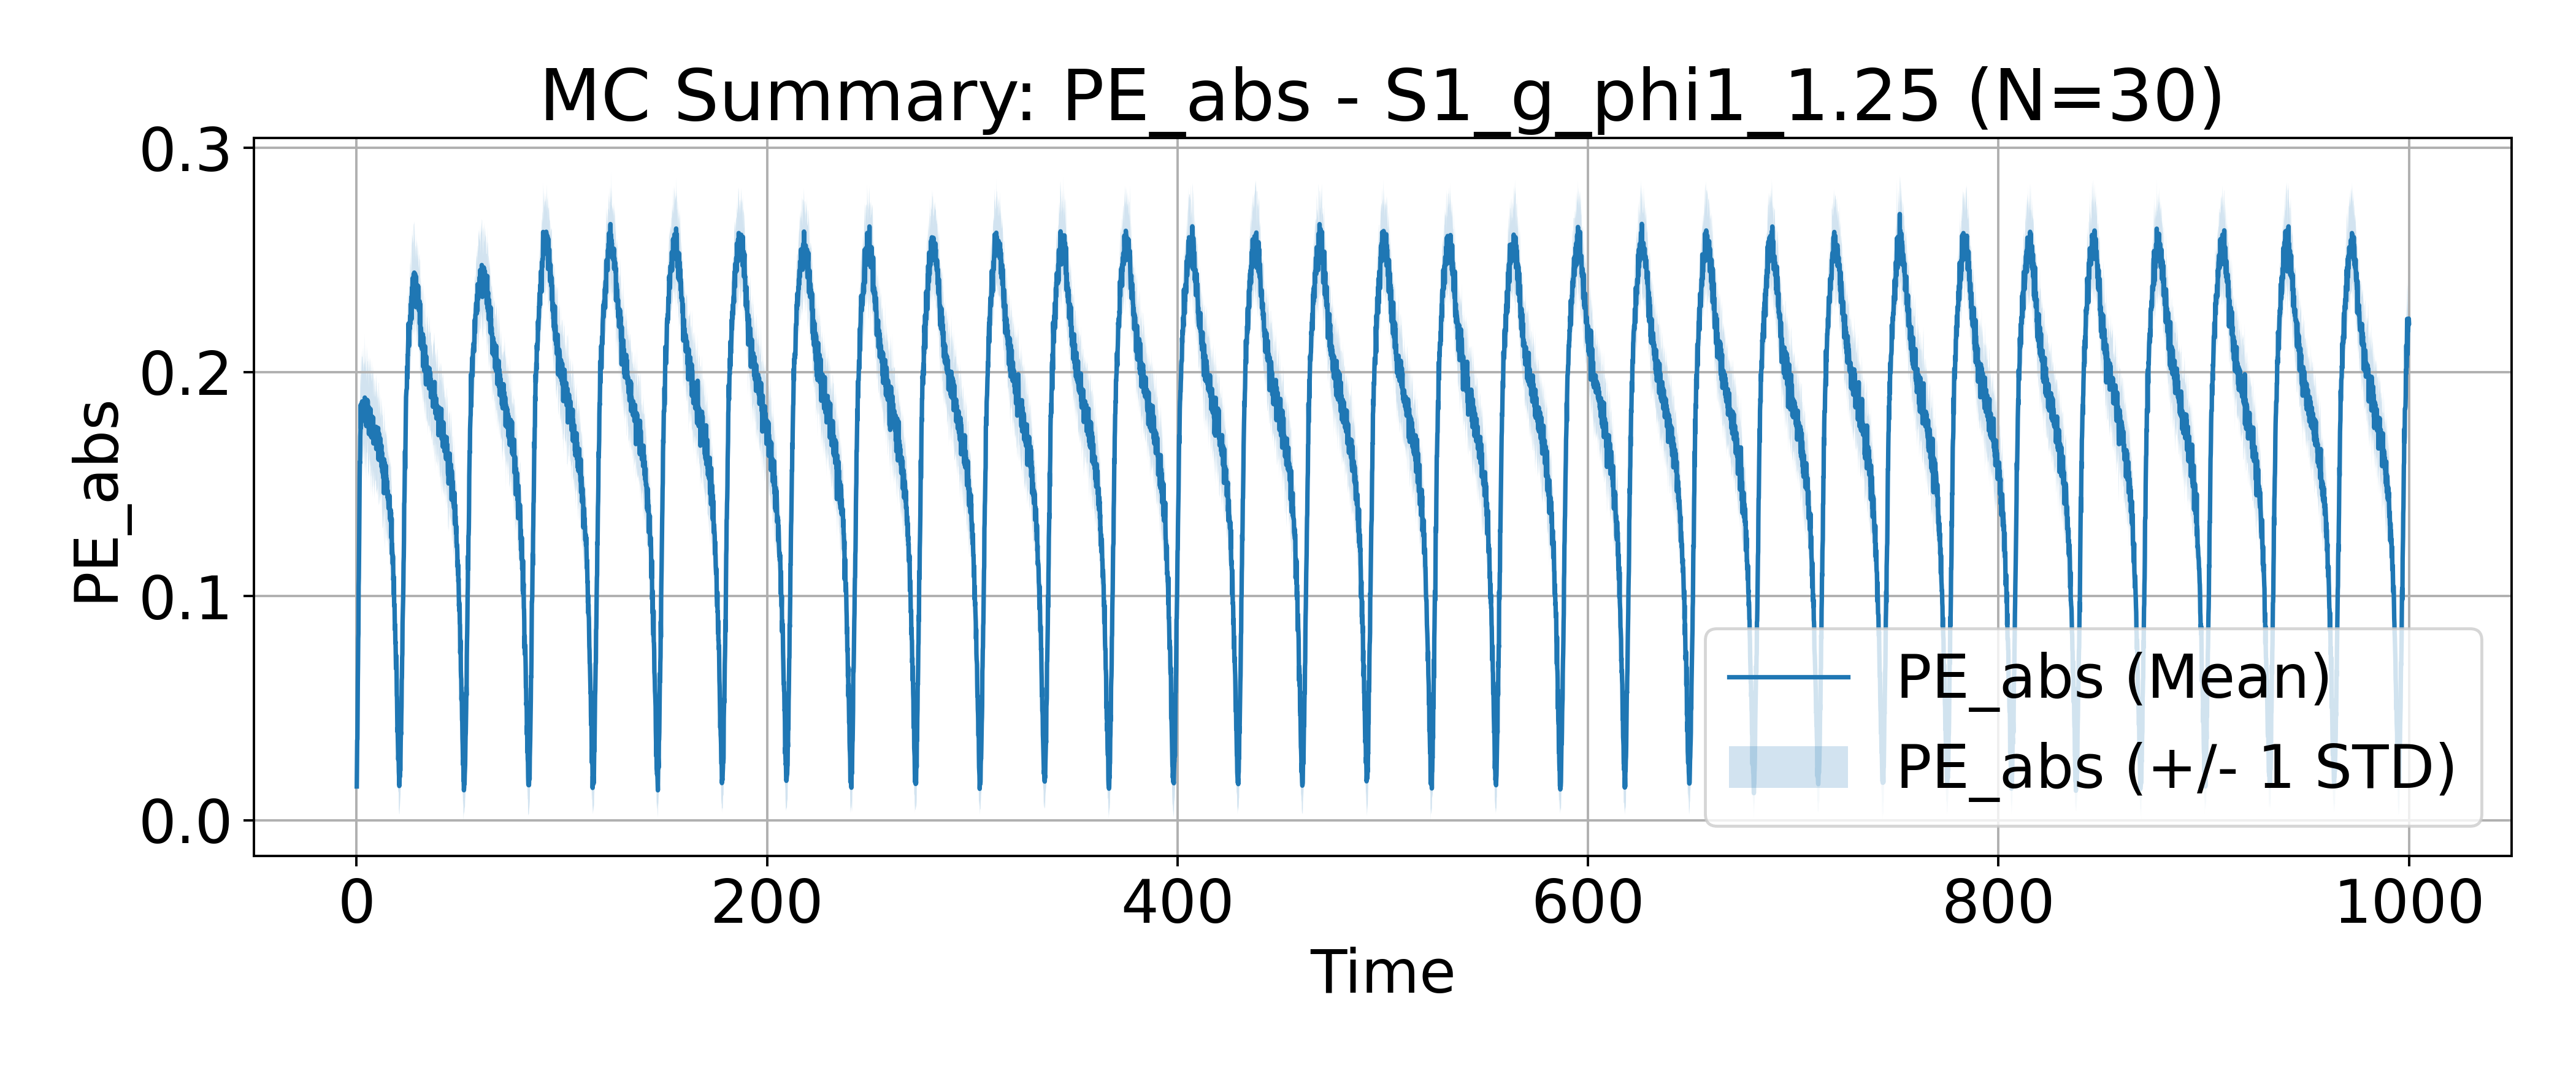 MC Summary: PE_abs - S1_g_phi1_1.25 (N=30)
0.3
0.2
0.1
0.0
PE_abs
PE_abs (Mean)
PE_abs (+/- 1 STD)
0 200 400 600 800 1000
Time